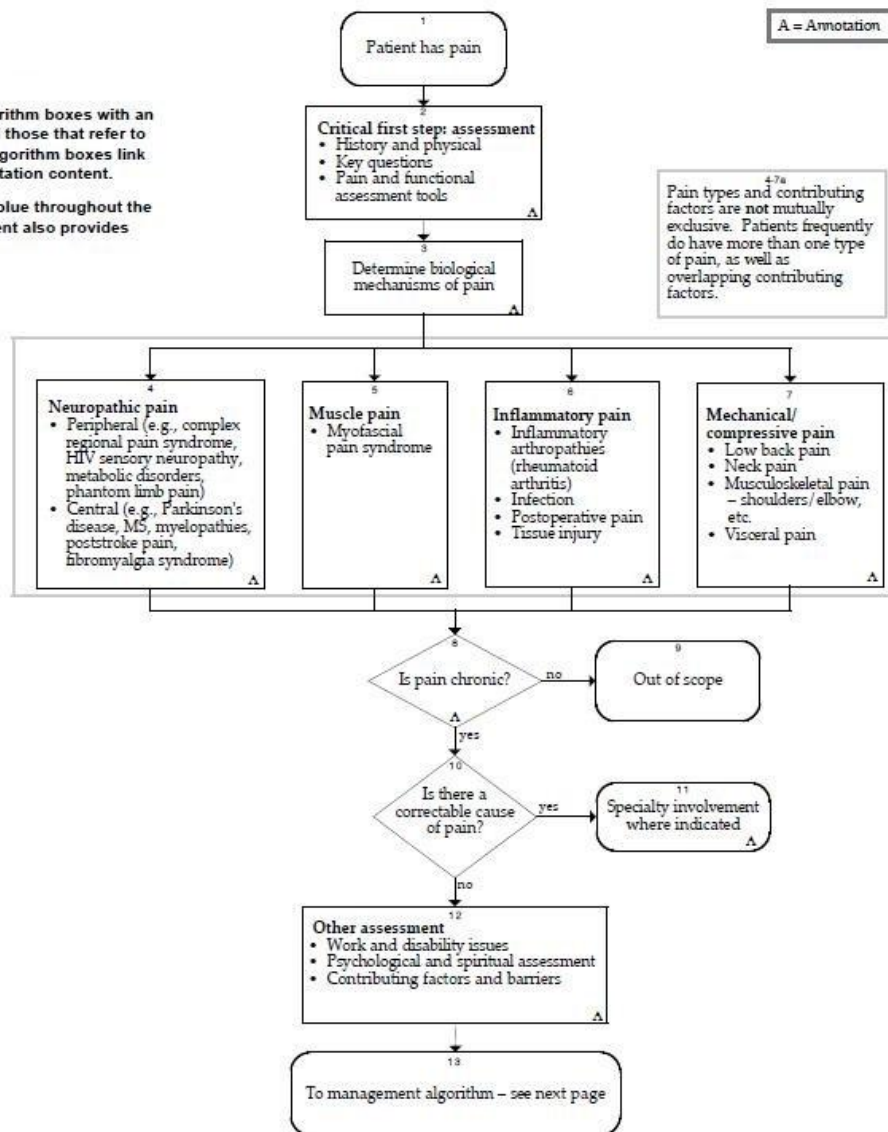 1
Patient has pain
A = Annotation
rithm boxes with an
those that refer to
gorithm boxes link
tation content.
blue throughout the
ent also provides
2
Critical first step: assessment
• History and physical
• Key questions
• Pain and functional
assessment tools
A
4-7a
Pain types and contributing
factors are not mutually
exclusive. Patients frequently
do have more than one type
of pain, as well as
overlapping contributing
factors.
3
Determine biological
mechanisms of pain
A
4
Neuropathic pain
• Peripheral (e.g., complex
regional pain syndrome,
HIV sensory neuropathy,
metabolic disorders,
phantom limb pain)
• Central (e.g., Parkinson's
disease, MS, myelopathies,
poststroke pain,
fibromyalgia syndrome)
A
5
Muscle pain
• Myofascial
pain syndrome
A
6
Inflammatory pain
• Inflammatory
arthropathies
(rheumatoid
arthritis)
• Infection
• Postoperative pain
• Tissue injury
A
7
Mechanical/
compressive pain
• Low back pain
• Neck pain
• Musculoskeletal pain
– shoulders/elbow,
etc.
• Visceral pain
A
8
Is pain chronic?
A
no
9
Out of scope
yes
10
Is there a
correctable cause
of pain?
yes
11
Specialty involvement
where indicated
A
no
12
Other assessment
• Work and disability issues
• Psychological and spiritual assessment
• Contributing factors and barriers
A
13
To management algorithm – see next page